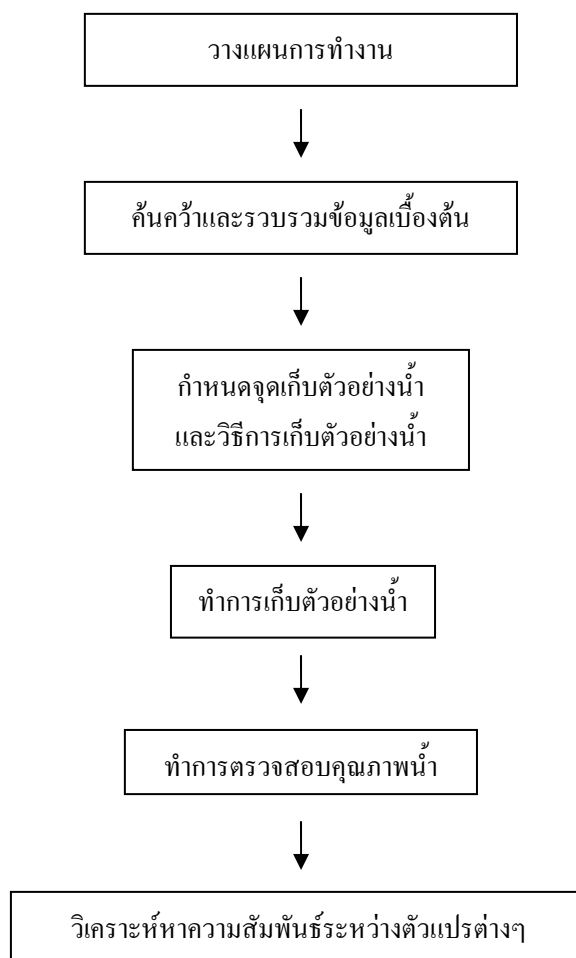 วางแผนการทำงาน
ค้นคว้าและรวบรวมข้อมูลเบื้องต้น
กำหนดจุดเก็บตัวอย่างน้ำ
และวิธีการเก็บตัวอย่างน้ำ
ทำการเก็บตัวอย่างน้ำ
ทำการตรวจสอบคุณภาพน้ำ
วิเคราะห์หาความสัมพันธ์ระหว่างตัวแปรต่างๆ